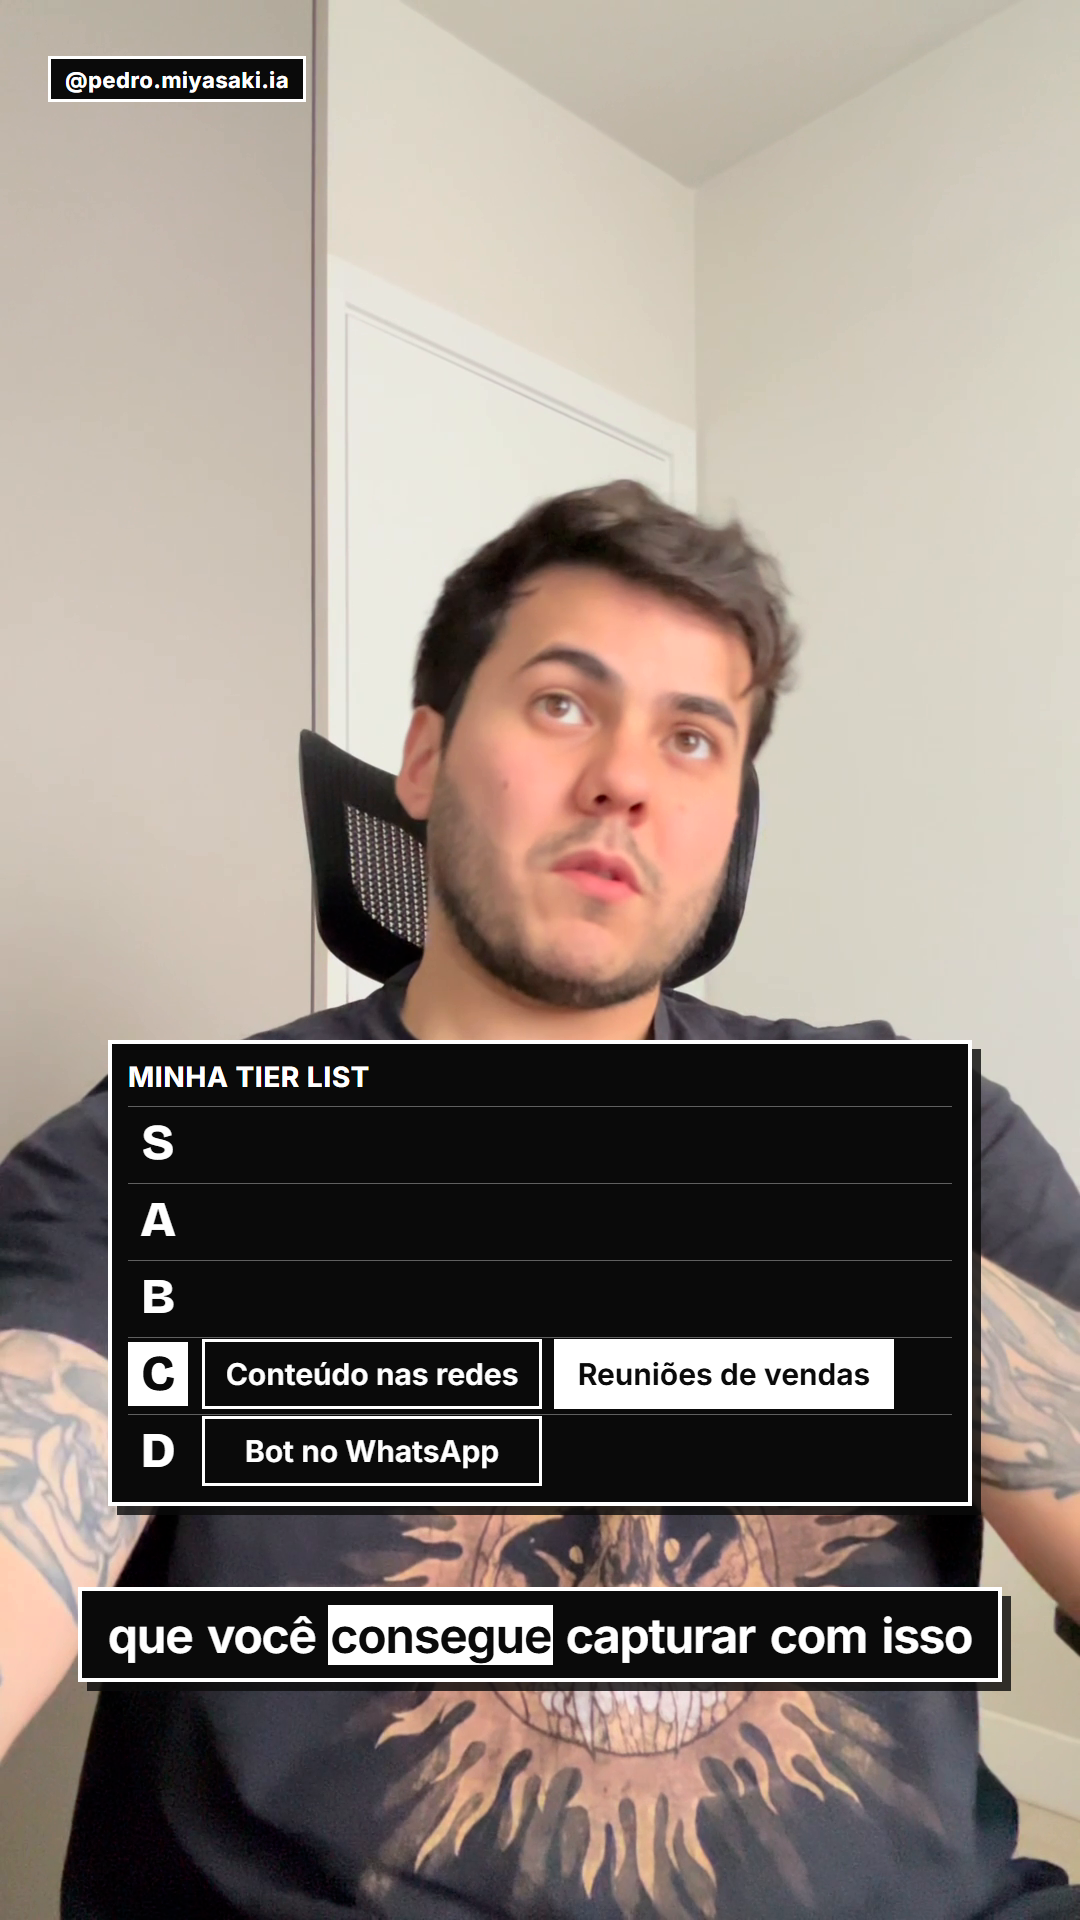 @pedro.miyasaki.ia
MINHA TIER LIST
S
A
B
C Conteúdo nas redes Reuniões de vendas
D Bot no WhatsApp
que você consegue capturar com isso